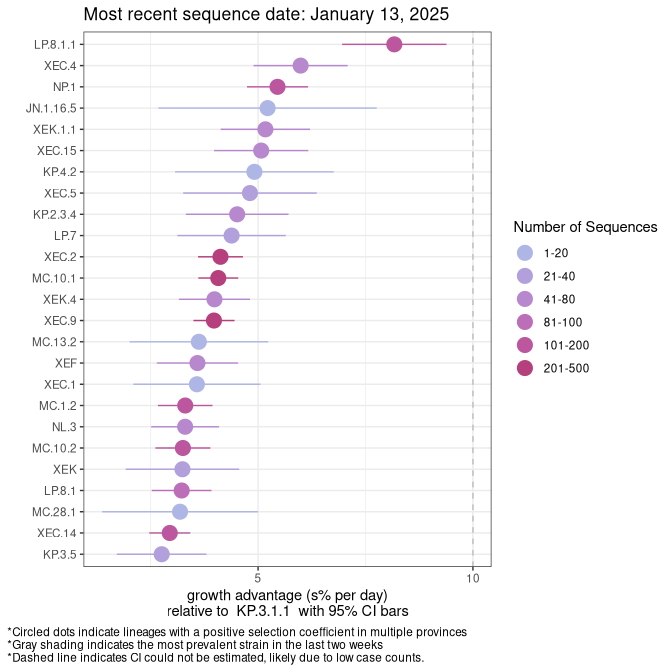 Most recent sequence date: January 13, 2025
LP.8.1.1
XEC.4
NP.1
JN.1.16.5
XEK.1.1
XEC.15
KP.4.2
XEC.5
KP.2.3.4
LP.7
XEC.2
MC.10.1
XEK.4
XEC.9
MC.13.2
XEF
XEC.1
MC.1.2
NL.3
MC.10.2
XEK
LP.8.1
MC.28.1
XEC.14
KP.3.5
5 10
growth advantage (s% per day)
relative to KP.3.1.1 with 95% CI bars
Number of Sequences
1-20
21-40
41-80
81-100
101-200
201-500
*Circled dots indicate lineages with a positive selection coefficient in multiple provinces
*Gray shading indicates the most prevalent strain in the last two weeks
*Dashed line indicates CI could not be estimated, likely due to low case counts.